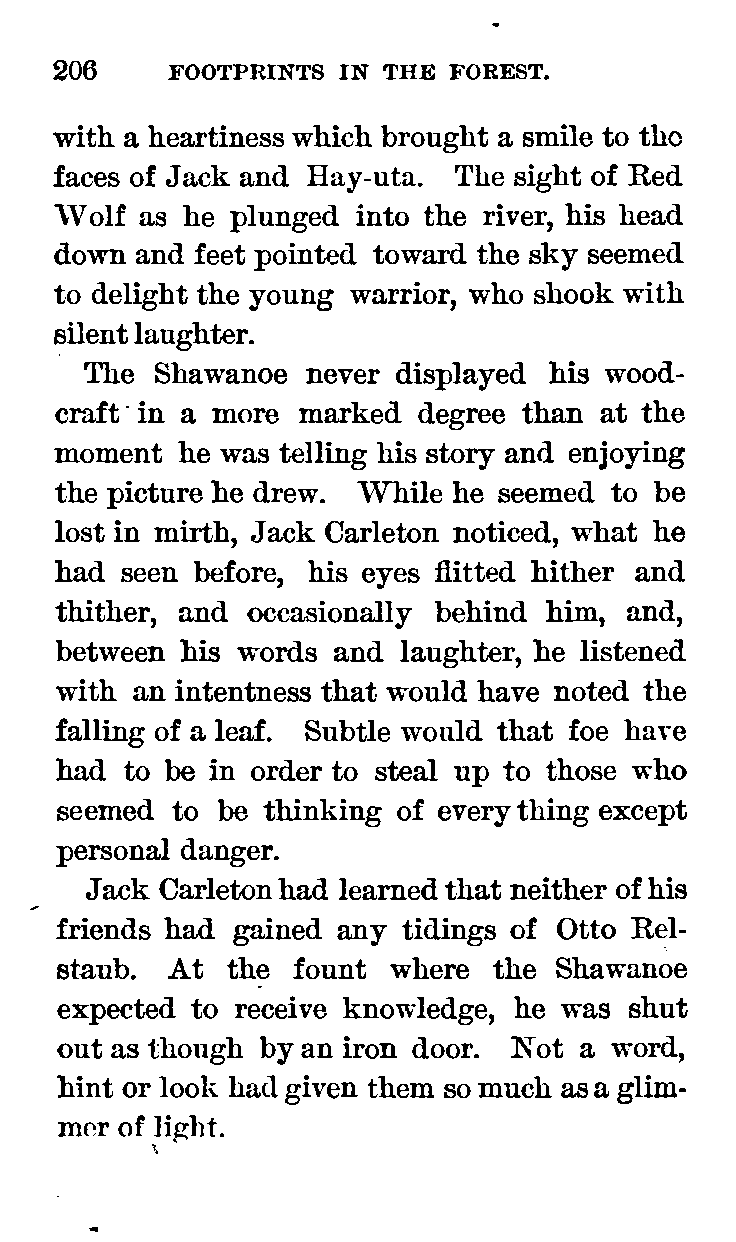 206 FOOTPRINTS IN THE FOREST.
with a heartiness which brought a smile to the
faces of Jack and Hay-uta. The sight of Red
Wolf as he plunged into the river, his head
down and feet pointed toward the sky seemed
to delight the young warrior, who shook with
silent laughter.
The Shawanoe never displayed his wood-
craft in a more marked degree than at the
moment he was telling his story and enjoying
the picture he drew. While he seemed to be
lost in mirth, Jack Carleton noticed, what he
had seen before, his eyes flitted hither and
thither, and occasionally behind him, and,
between his words and laughter, he listened
with an intentness that would have noted the
falling of a leaf. Subtle would that foe have
had to be in order to steal up to those who
seemed to be thinking of everything except
personal danger.
Jack Carleton had learned that neither of his
friends had gained any tidings of Otto Rel-
staub. At the fount where the Shawanoe
expected to receive knowledge, he was shut
out as though by an iron door. Not a word,
hint or look had given them so much as a glim-
mer of light.